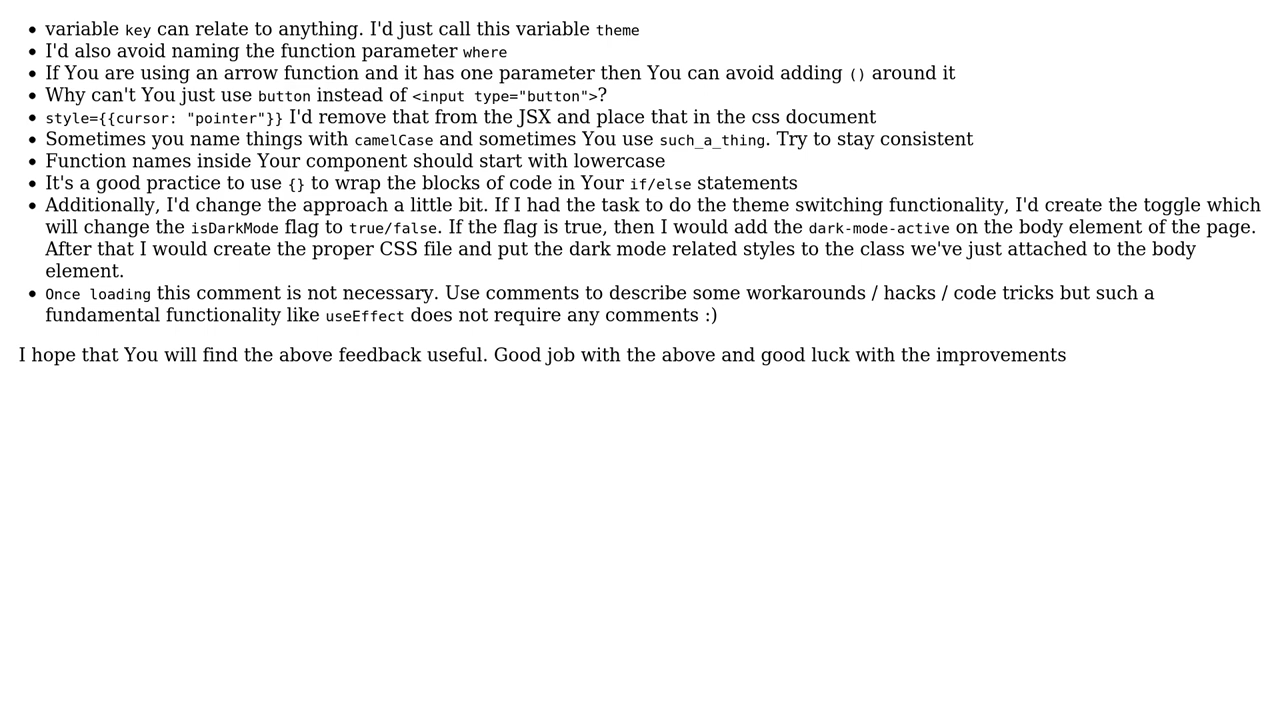 • variable key can relate to anything. I'd just call this variable theme
• I'd also avoid naming the function parameter where
• If You are using an arrow function and it has one parameter then You can avoid adding () around it
• Why can't You just use button instead of <input type="button">?
• style={{cursor: "pointer"}} I'd remove that from the JSX and place that in the css document
• Sometimes you name things with camelCase and sometimes You use such_a_thing. Try to stay consistent
• Function names inside Your component should start with lowercase
• It's a good practice to use {} to wrap the blocks of code in Your if/else statements
• Additionally, I'd change the approach a little bit. If I had the task to do the theme switching functionality, I'd create the toggle which
will change the isDarkMode flag to true/false. If the flag is true, then I would add the dark-mode-active on the body element of the page.
After that I would create the proper CSS file and put the dark mode related styles to the class we've just attached to the body
element.
• Once loading this comment is not necessary. Use comments to describe some workarounds / hacks / code tricks but such a
fundamental functionality like useEffect does not require any comments :)
I hope that You will find the above feedback useful. Good job with the above and good luck with the improvements